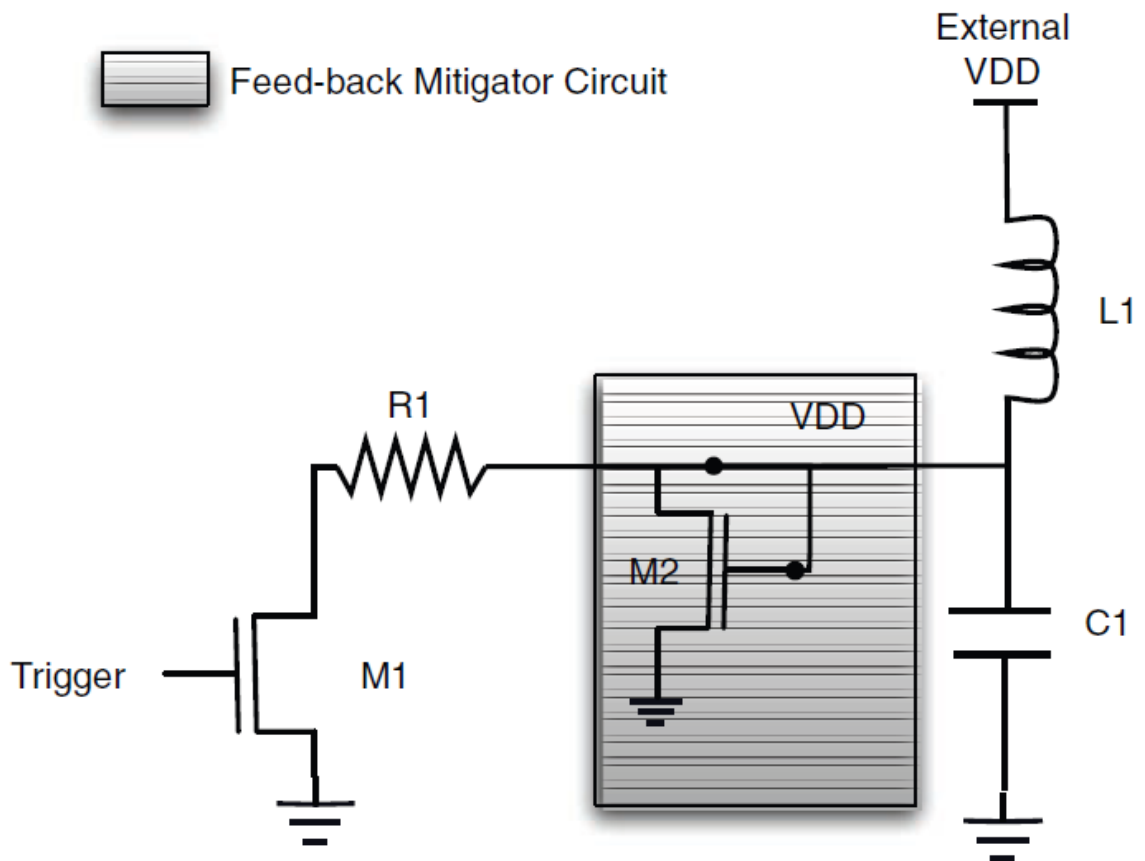 External
VDD
Feed-back Mitigator Circuit
L1
R1
VDD
M2
C1
Trigger
M1